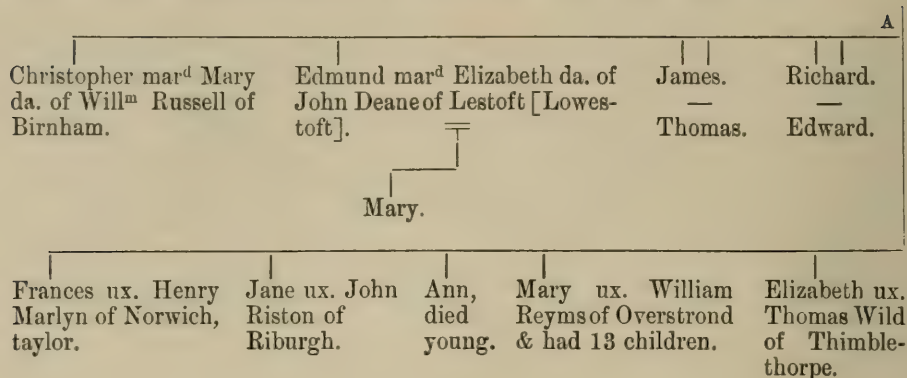 A
Christopher marᵈ Mary
da. of Willᵐ Russell of
Birnham.
Edmund marᵈ Elizabeth da. of
John Deane of Lestoft [Lowes-
toft].
James.
—
Thomas.
Richard.
—
Edward.
Mary.
Frances ux. Henry
Marlyn of Norwich,
taylor.
Jane ux. John
Riston of
Riburgh.
Ann,
died
young.
Mary ux. William
Reyms of Overstrond
& had 13 children.
Elizabeth ux.
Thomas Wild
of Thimble-
thorpe.